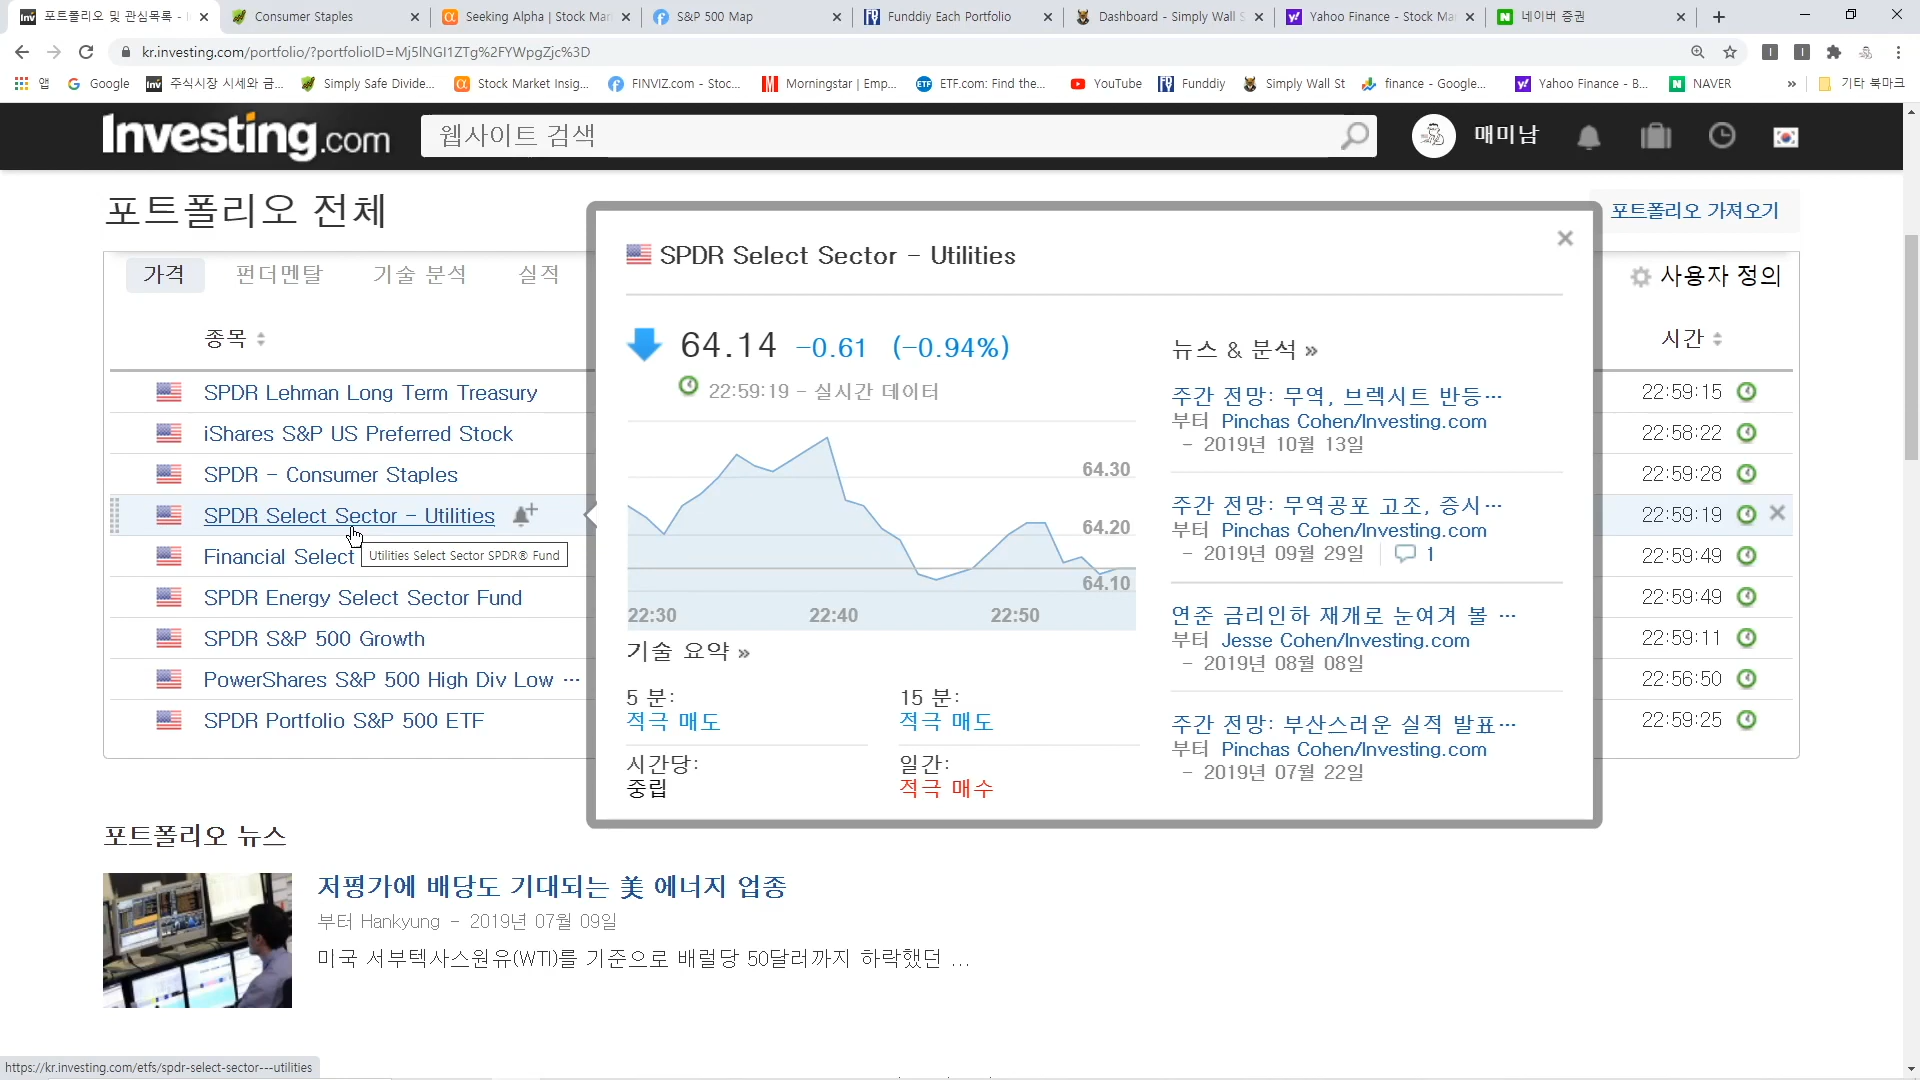 포트폴리오 및 관심목록 - I
Consumer Staples
Seeking Alpha | Stock Mar
S&P 500 Map
Funddiy Each Portfolio
Dashboard - Simply Wall S
Yahoo Finance - Stock Ma
네이버 증권
kr.investing.com/portfolio/?portfolioID=Mj5lNGI1ZTg%2FYWpgZjc%3D
앱
Google
주식시장 시세와 금...
Simply Safe Divide...
Stock Market Insig...
FINVIZ.com - Stoc...
Morningstar | Emp...
ETF.com: Find the...
YouTube
Funddiy
Simply Wall St
finance - Google...
Yahoo Finance - B...
NAVER
»
기타 북마크
Investing.com
웹사이트 검색
매미남
포트폴리오 전체
포트폴리오 가져오기
가격
펀더멘탈
기술 분석
실적
사용자 정의
종목
시간
SPDR Lehman Long Term Treasury
22:59:15
iShares S&P US Preferred Stock
22:58:22
SPDR - Consumer Staples
22:59:28
SPDR Select Sector - Utilities
22:59:19
Financial Select
Utilities Select Sector SPDR® Fund
22:59:49
SPDR Energy Select Sector Fund
22:59:49
SPDR S&P 500 Growth
22:59:11
PowerShares S&P 500 High Div Low ...
22:56:50
SPDR Portfolio S&P 500 ETF
22:59:25
SPDR Select Sector - Utilities
64.14 -0.61 (-0.94%)
22:59:19 - 실시간 데이터
64.30
64.20
64.10
22:30
22:40
22:50
기술 요약 »
5 분:
적극 매도
15 분:
적극 매도
시간당:
중립
일간:
적극 매수
뉴스 & 분석 »
주간 전망: 무역, 브렉시트 반등...
부터 Pinchas Cohen/Investing.com
- 2019년 10월 13일
주간 전망: 무역공포 고조, 증시...
부터 Pinchas Cohen/Investing.com
- 2019년 09월 29일
1
연준 금리인하 재개로 눈여겨 볼 ...
부터 Jesse Cohen/Investing.com
- 2019년 08월 08일
주간 전망: 부산스러운 실적 발표...
부터 Pinchas Cohen/Investing.com
- 2019년 07월 22일
포트폴리오 뉴스
저평가에 배당도 기대되는 美 에너지 업종
부터 Hankyung - 2019년 07월 09일
미국 서부텍사스원유(WTI)를 기준으로 배럴당 50달러까지 하락했던 ...
https://kr.investing.com/etfs/spdr-select-sector---utilities